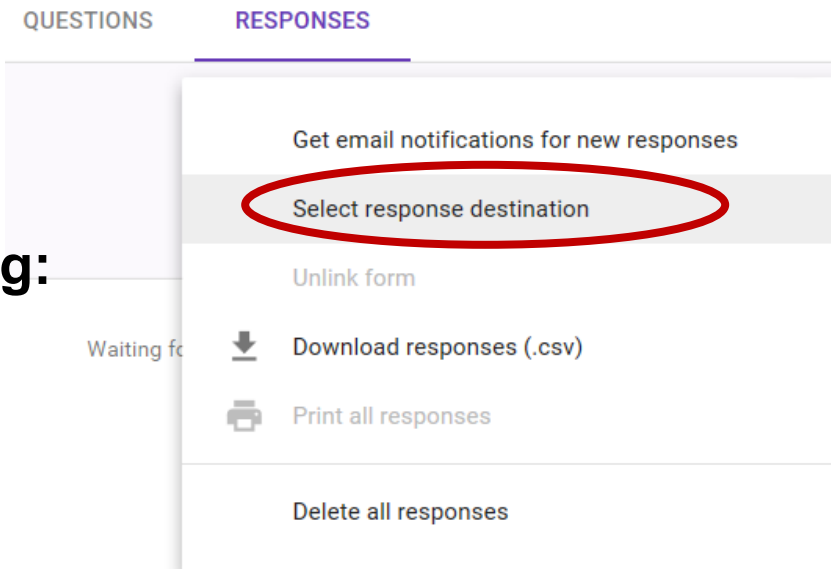 QUESTIONS RESPONSES
Get email notifications for new responses
Select response destination
g:
Unlink form
Waiting fo
Download responses (.csv)
Print all responses
Delete all responses